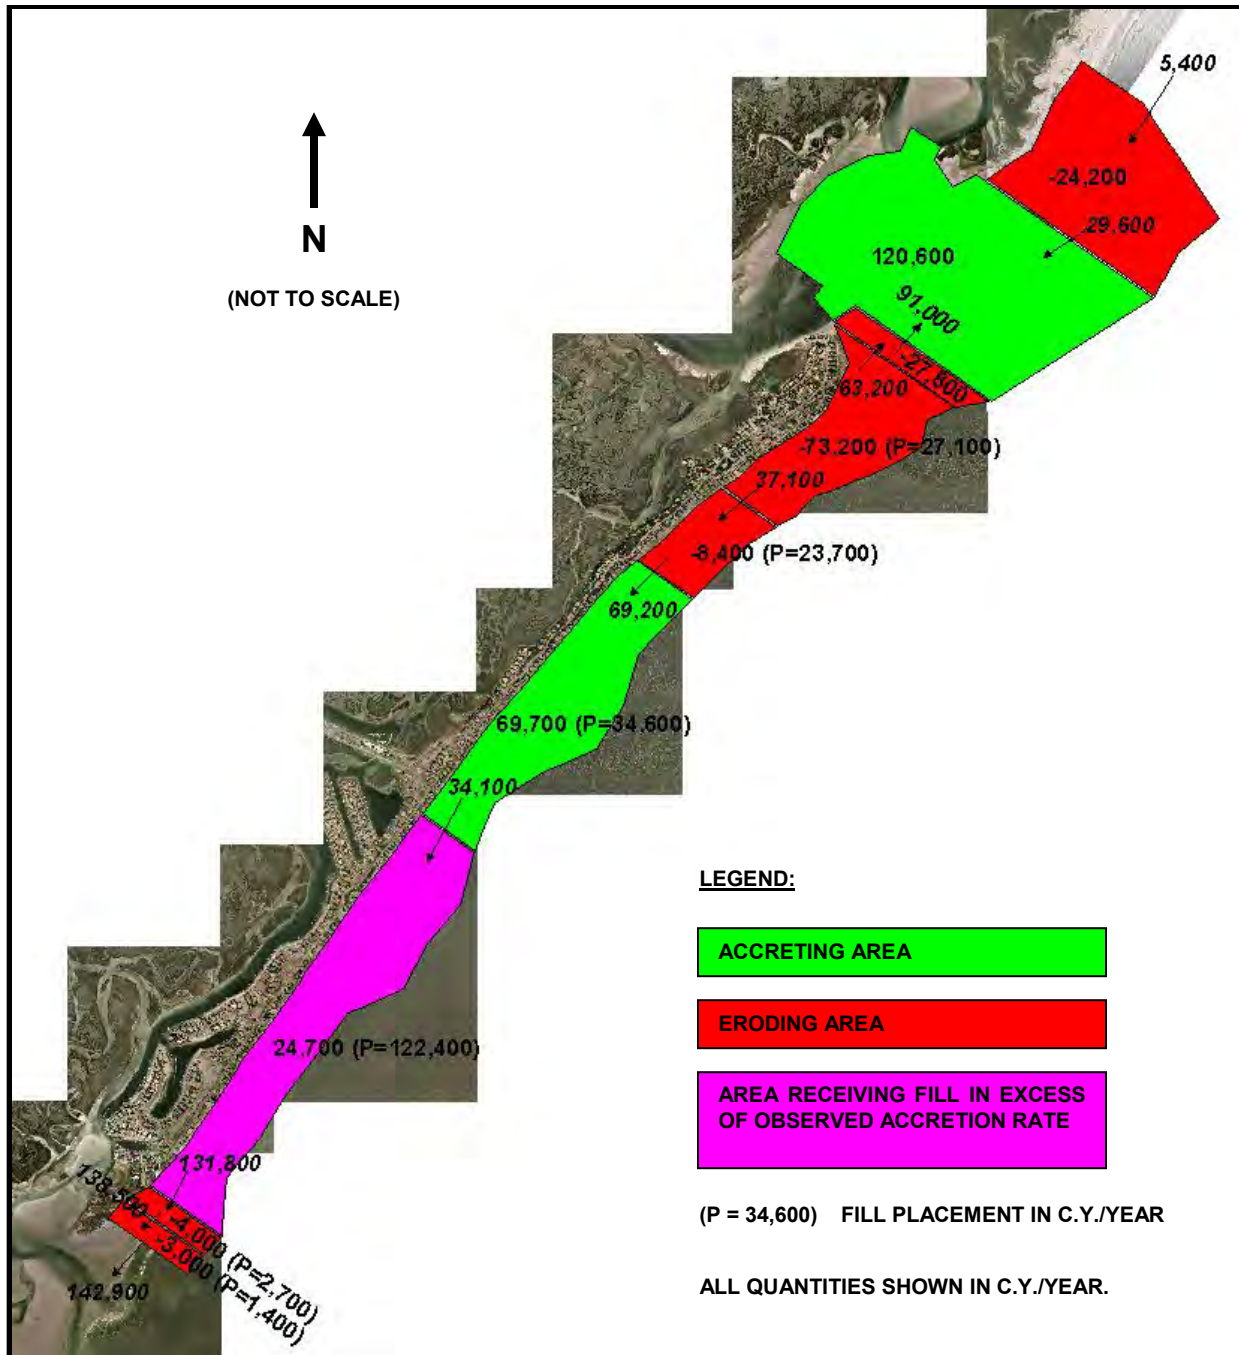 5,400
-24,200
29,600
N
120,600
(NOT TO SCALE)
91,000
-27,800
63,200
-73.200 (P=27,100)
37,100
-8,400 (P=23,700)
69,200
69,700 (P=34,600)
34,100
LEGEND:
ACCRETING AREA
ERODING AREA
24,700 (P=122,400)
AREA RECEIVING FILL IN EXCESS
OF OBSERVED ACCRETION RATE
131,800
138,500
-4,000 (P=2,700)
-3,000 (P=1,400)
(P = 34,600) FILL PLACEMENT IN C.Y./YEAR
142,900
ALL QUANTITIES SHOWN IN C.Y./YEAR.